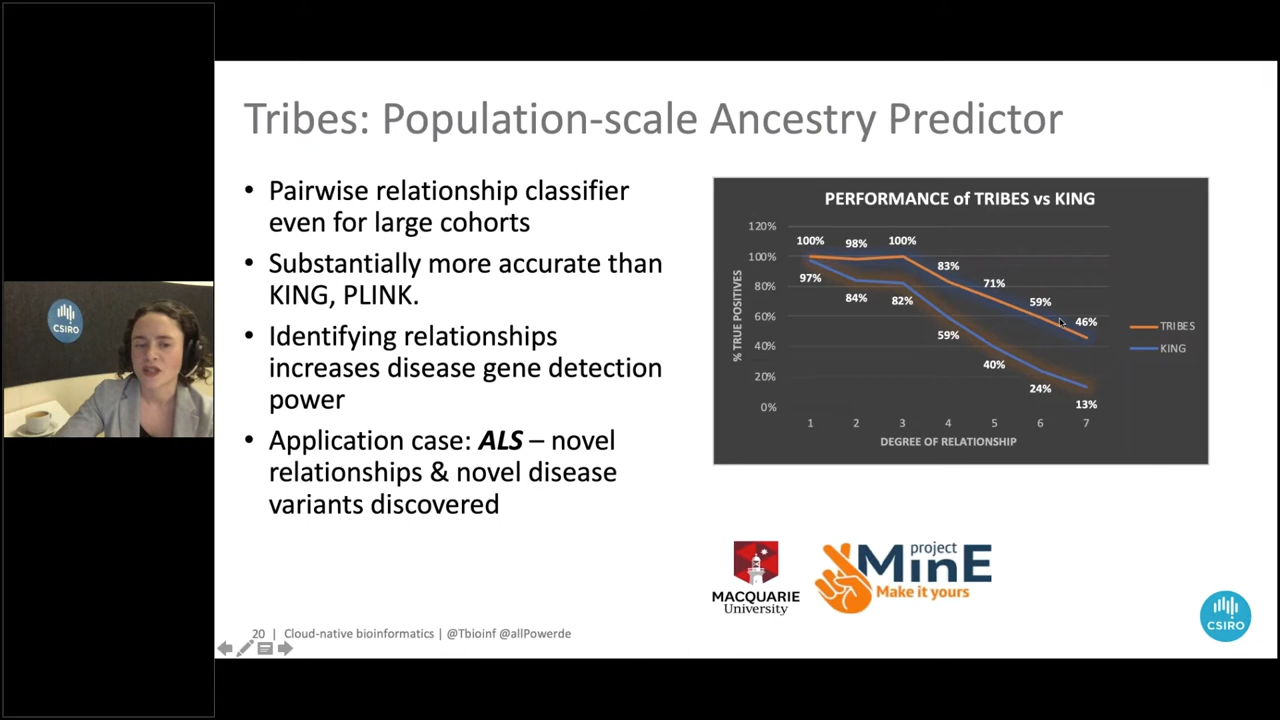 Tribes: Population-scale Ancestry Predictor
• Pairwise relationship classifier
even for large cohorts
• Substantially more accurate than
KING, PLINK.
• Identifying relationships
increases disease gene detection
power
• Application case: ALS – novel
relationships & novel disease
variants discovered
PERFORMANCE of TRIBES vs KING
% TRUE POSITIVES
120%
100%
80%
60%
40%
20%
0%
100% 98% 100% 83% 71% 59% 46%
97% 84% 82% 59% 40% 24% 13%
1 2 3 4 5 6 7
DEGREE OF RELATIONSHIP
TRIBES
KING
CSIRO
MACQUARIE
University
project
MinE
Make it yours
CSIRO
20 | Cloud-native bioinformatics | @Tbioinf @allPowerde